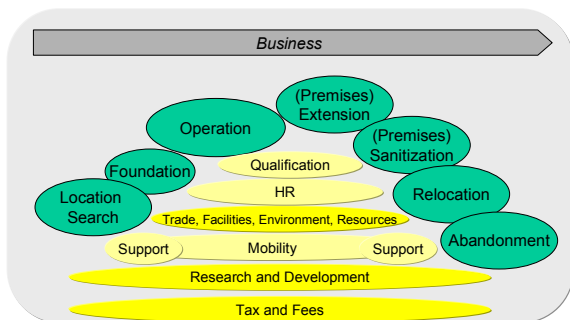 Business
(Premises)
Extension
Operation
(Premises)
Sanitization
Qualification
Foundation
HR
Relocation
Location
Search
Trade, Facilities, Environment, Resources
Support
Mobility
Support
Abandonment
Research and Development
Tax and Fees